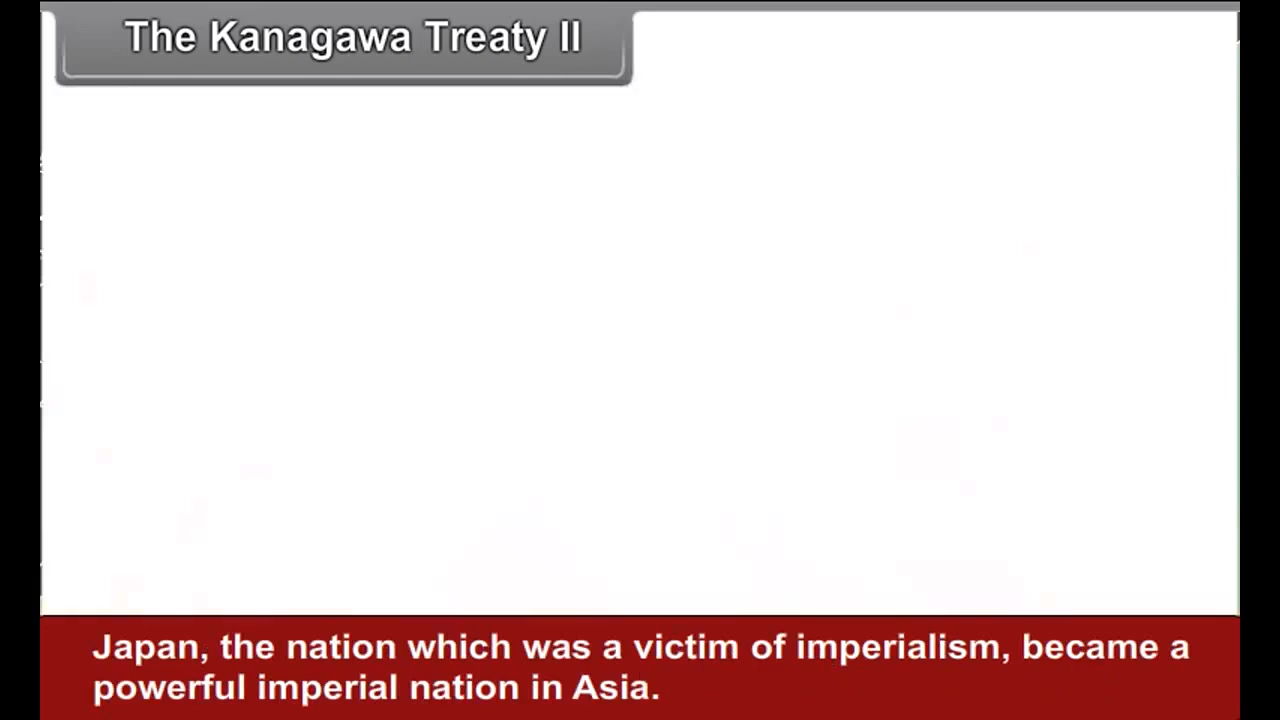 The Kanagawa Treaty II
Japan, the nation which was a victim of imperialism, became a
powerful imperial nation in Asia.